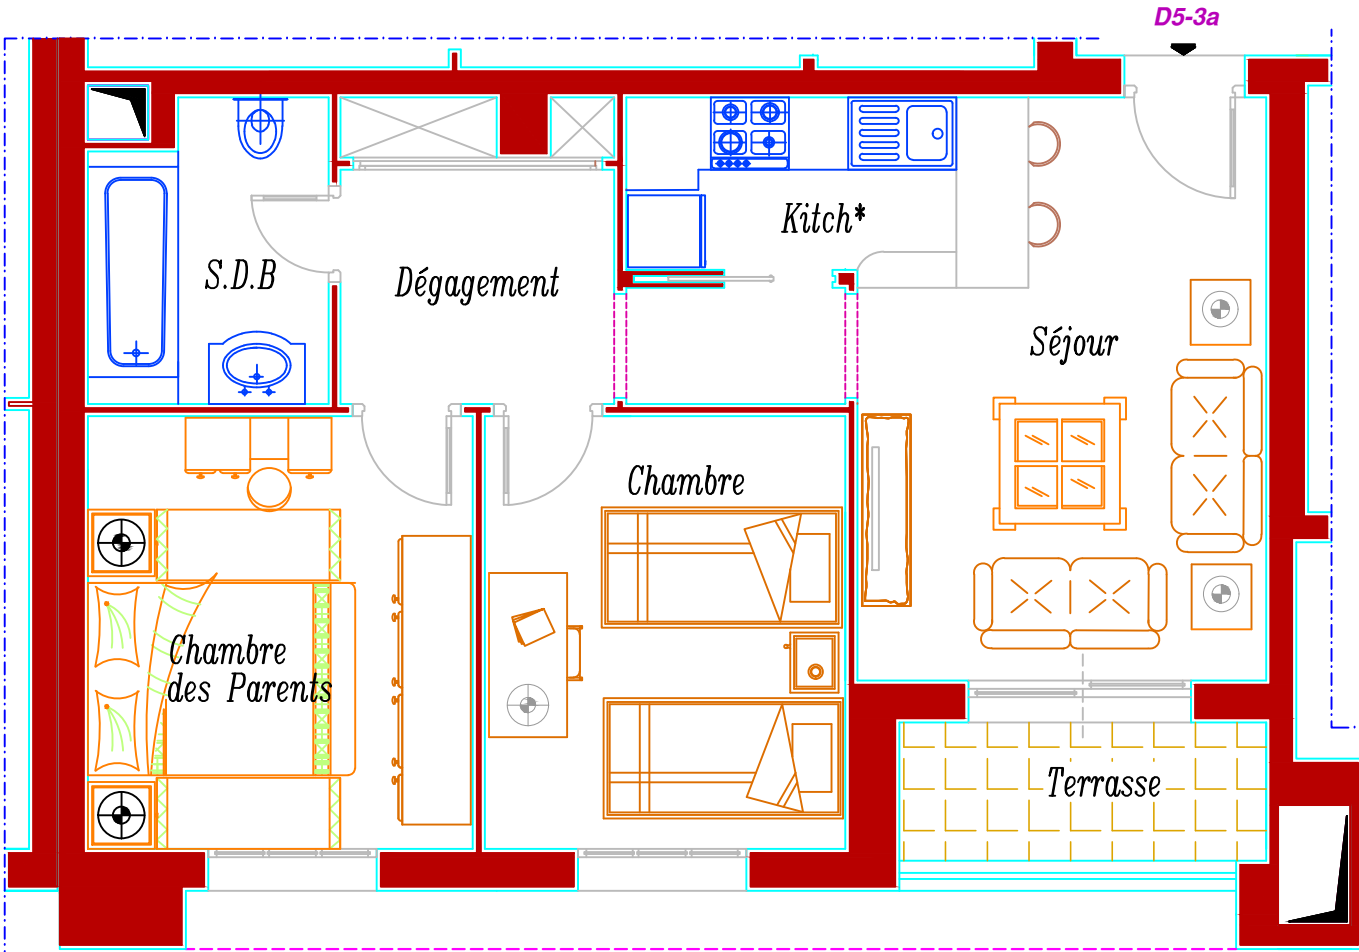 D5-3a
Kitch*
S.D.B
Dégagement
Séjour
Chambre
Chambre
des Parents
Terrasse